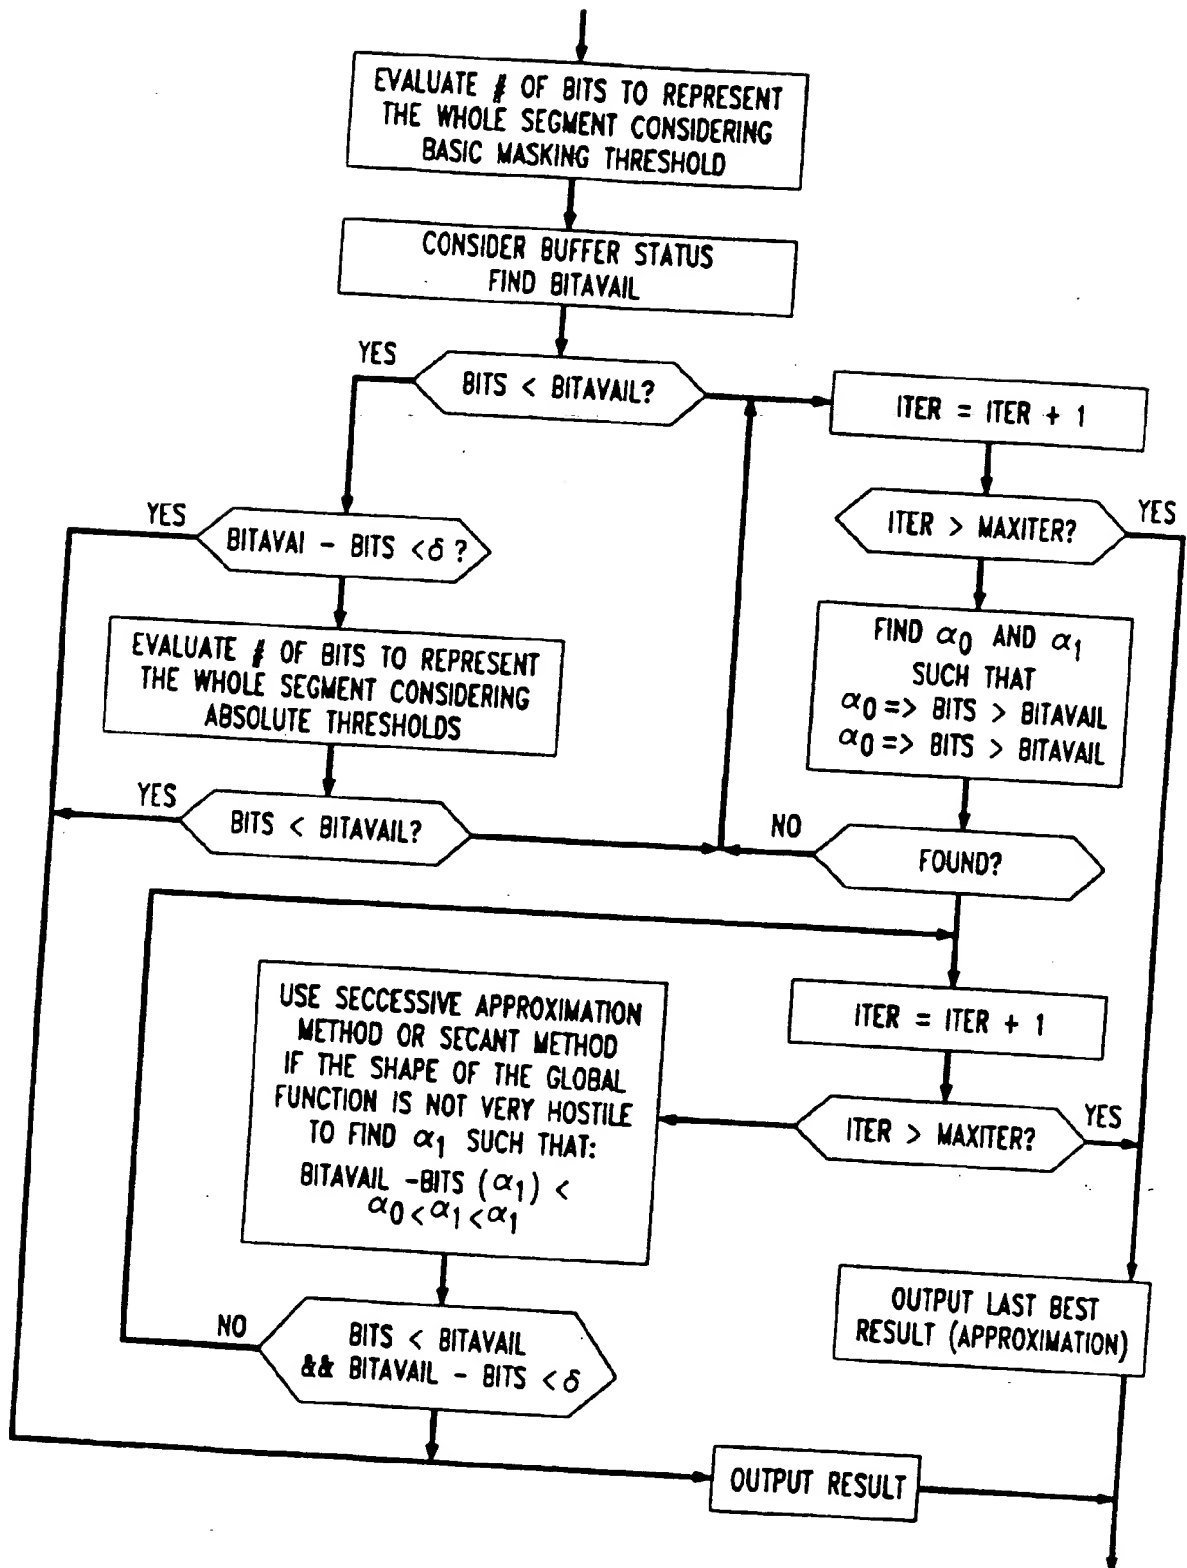 EVALUATE # OF BITS TO REPRESENT
THE WHOLE SEGMENT CONSIDERING
BASIC MASKING THRESHOLD
CONSIDER BUFFER STATUS
FIND BITAVAIL
YES
BITS < BITAVAIL?
ITER = ITER + 1
YES
BITAVAI - BITS < δ ?
ITER > MAXITER?
YES
EVALUATE # OF BITS TO REPRESENT
THE WHOLE SEGMENT CONSIDERING
ABSOLUTE THRESHOLDS
FIND α0 AND α1
SUCH THAT
α0 => BITS > BITAVAIL
α0 => BITS > BITAVAIL
YES
BITS < BITAVAIL?
NO
FOUND?
USE SECCESSIVE APPROXIMATION
METHOD OR SECANT METHOD
IF THE SHAPE OF THE GLOBAL
FUNCTION IS NOT VERY HOSTILE
TO FIND α1 SUCH THAT:
BITAVAIL -BITS (α1) <
α0 < α1 < α1
ITER = ITER + 1
ITER > MAXITER?
YES
NO
BITS < BITAVAIL
&& BITAVAIL - BITS < δ
OUTPUT LAST BEST
RESULT (APPROXIMATION)
OUTPUT RESULT